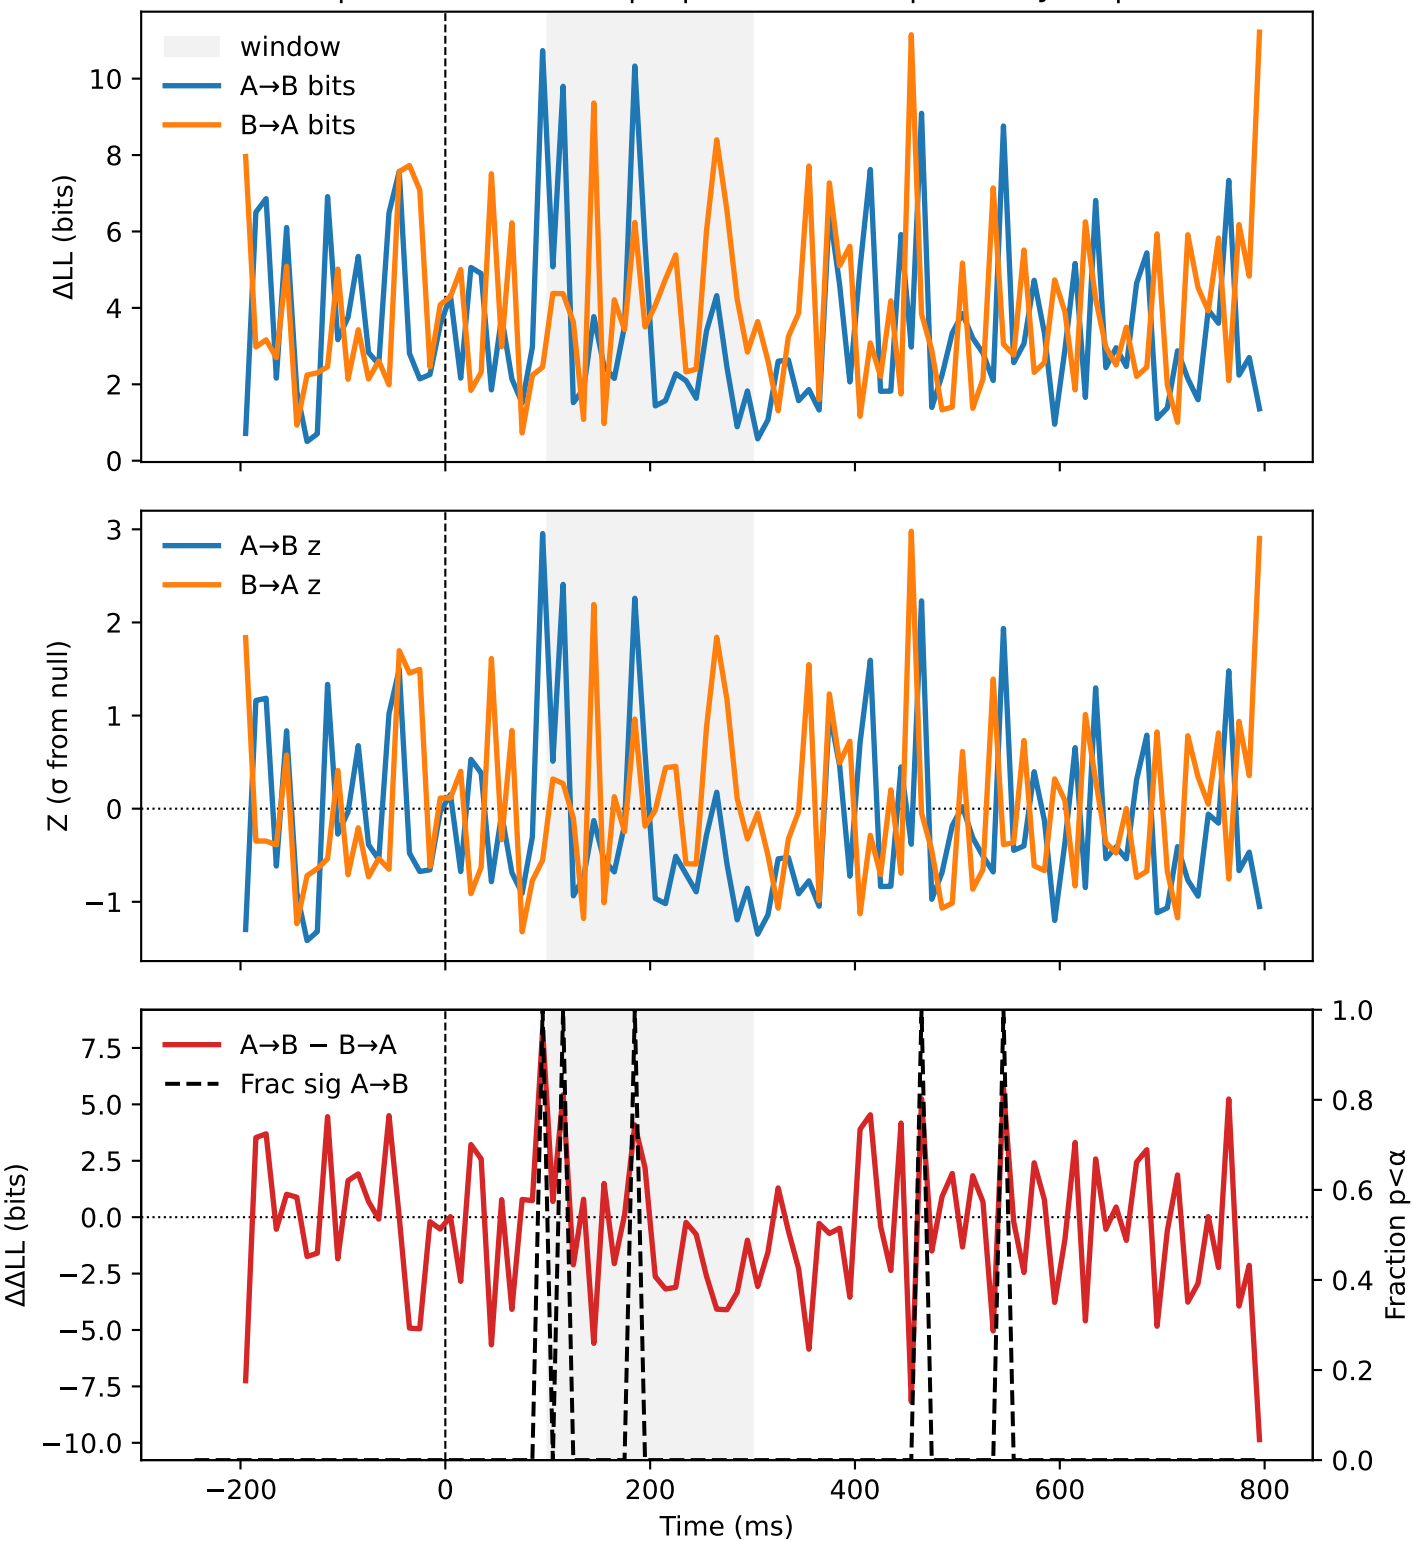 window
A→B bits
B→A bits
ΔLL (bits)
10
8
6
4
2
0
A→B z
B→A z
Z (σ from null)
3
2
1
0
−1
A→B − B→A
Frac sig A→B
ΔΔLL (bits)
7.5
5.0
2.5
0.0
−2.5
−5.0
−7.5
−10.0
1.0
0.8
0.6
0.4
0.2
0.0
Fraction p<α
−200
0
200
400
600
800
Time (ms)